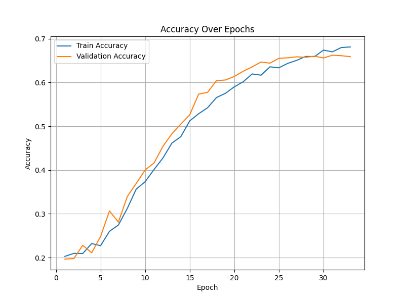 Accuracy Over Epochs
0.7
0.6
0.5
0.4
0.3
0.2
Accuracy
Train Accuracy
Validation Accuracy
0 5 10 15 20 25 30
Epoch